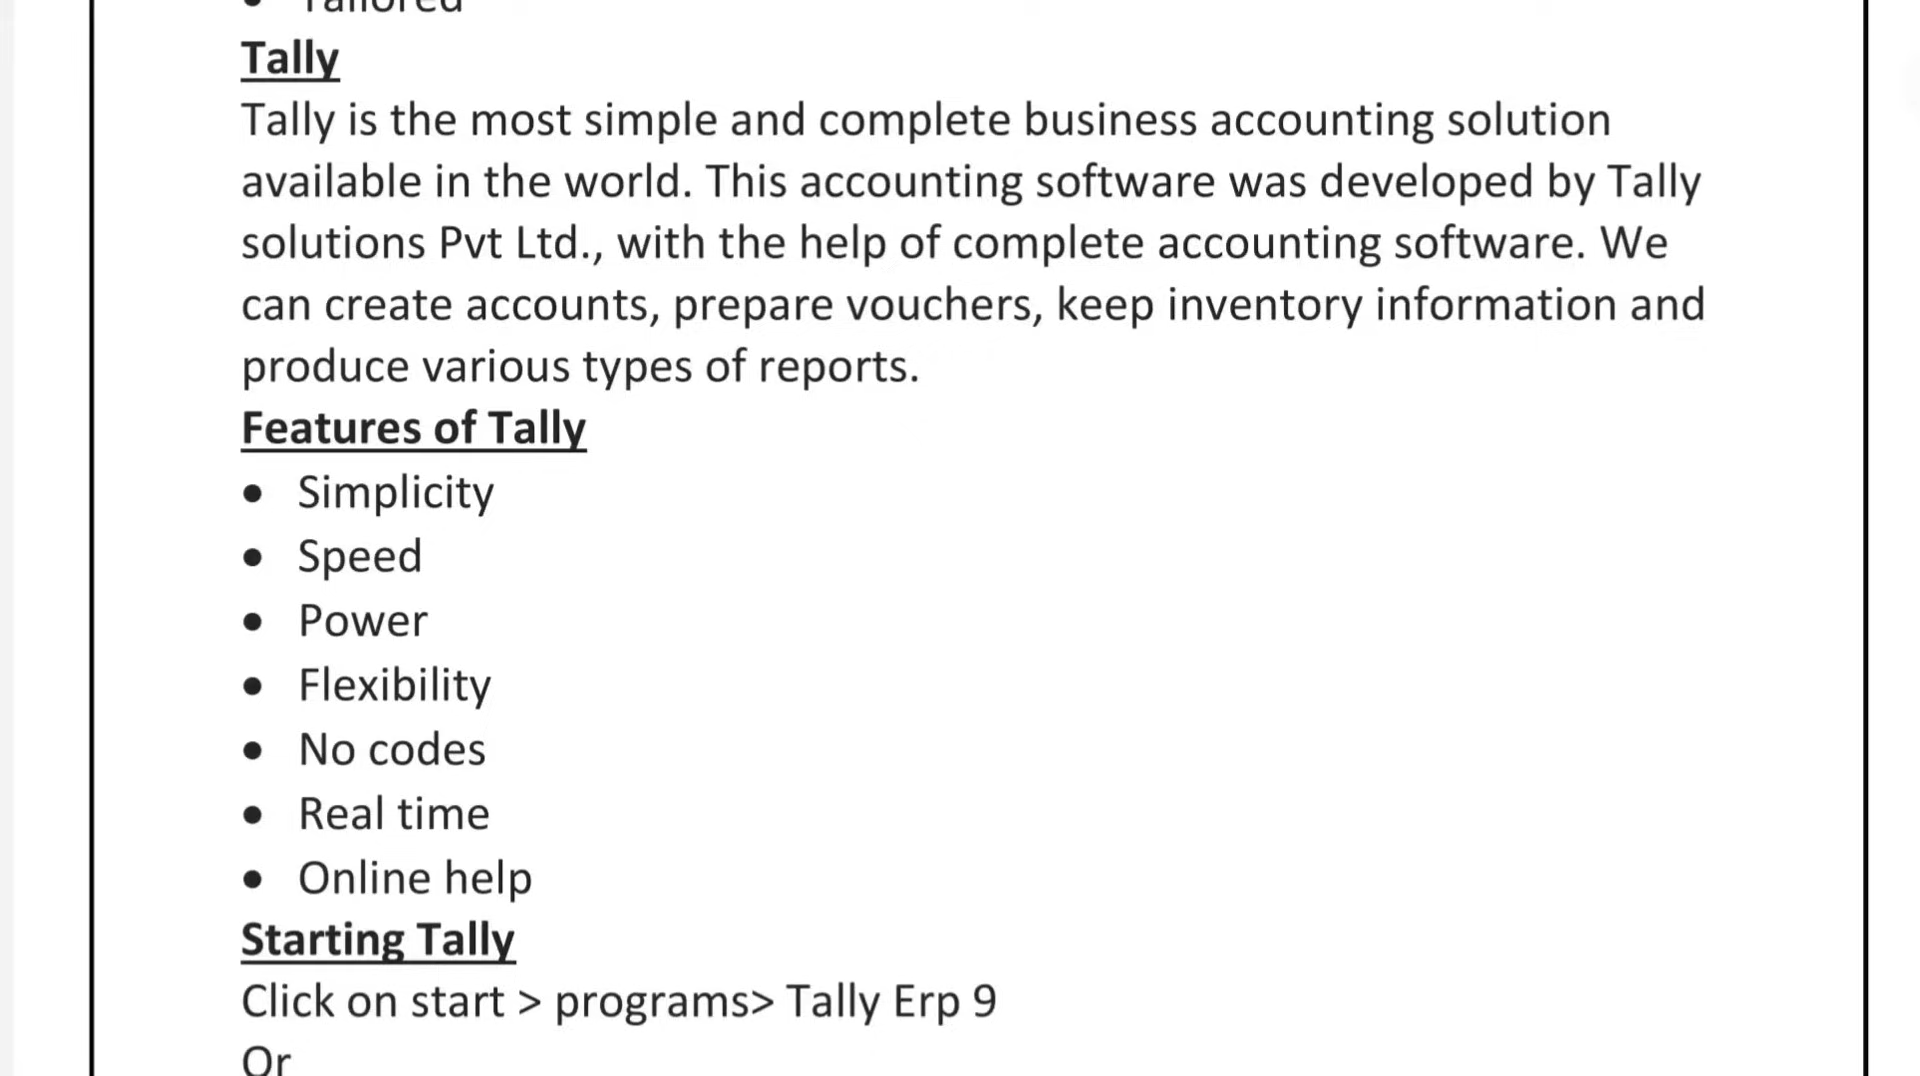 • Tailored
Tally
Tally is the most simple and complete business accounting solution
available in the world. This accounting software was developed by Tally
solutions Pvt Ltd., with the help of complete accounting software. We
can create accounts, prepare vouchers, keep inventory information and
produce various types of reports.
Features of Tally
• Simplicity
• Speed
• Power
• Flexibility
• No codes
• Real time
• Online help
Starting Tally
Click on start > programs> Tally Erp 9
Or